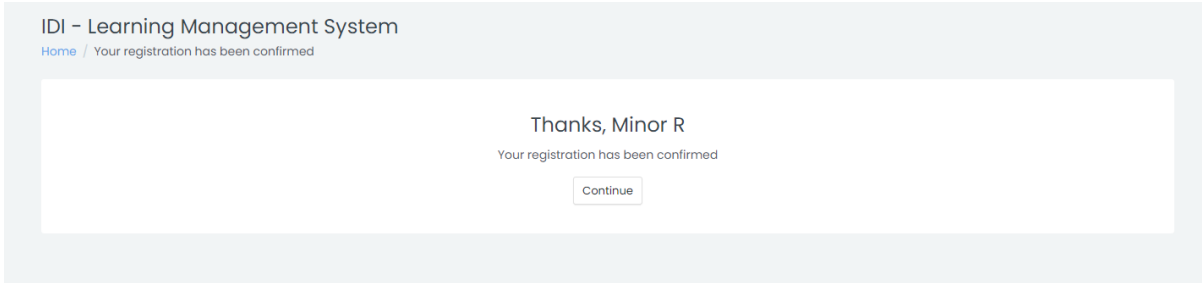 IDI - Learning Management System
Home / Your registration has been confirmed
Thanks, Minor R
Your registration has been confirmed
Continue